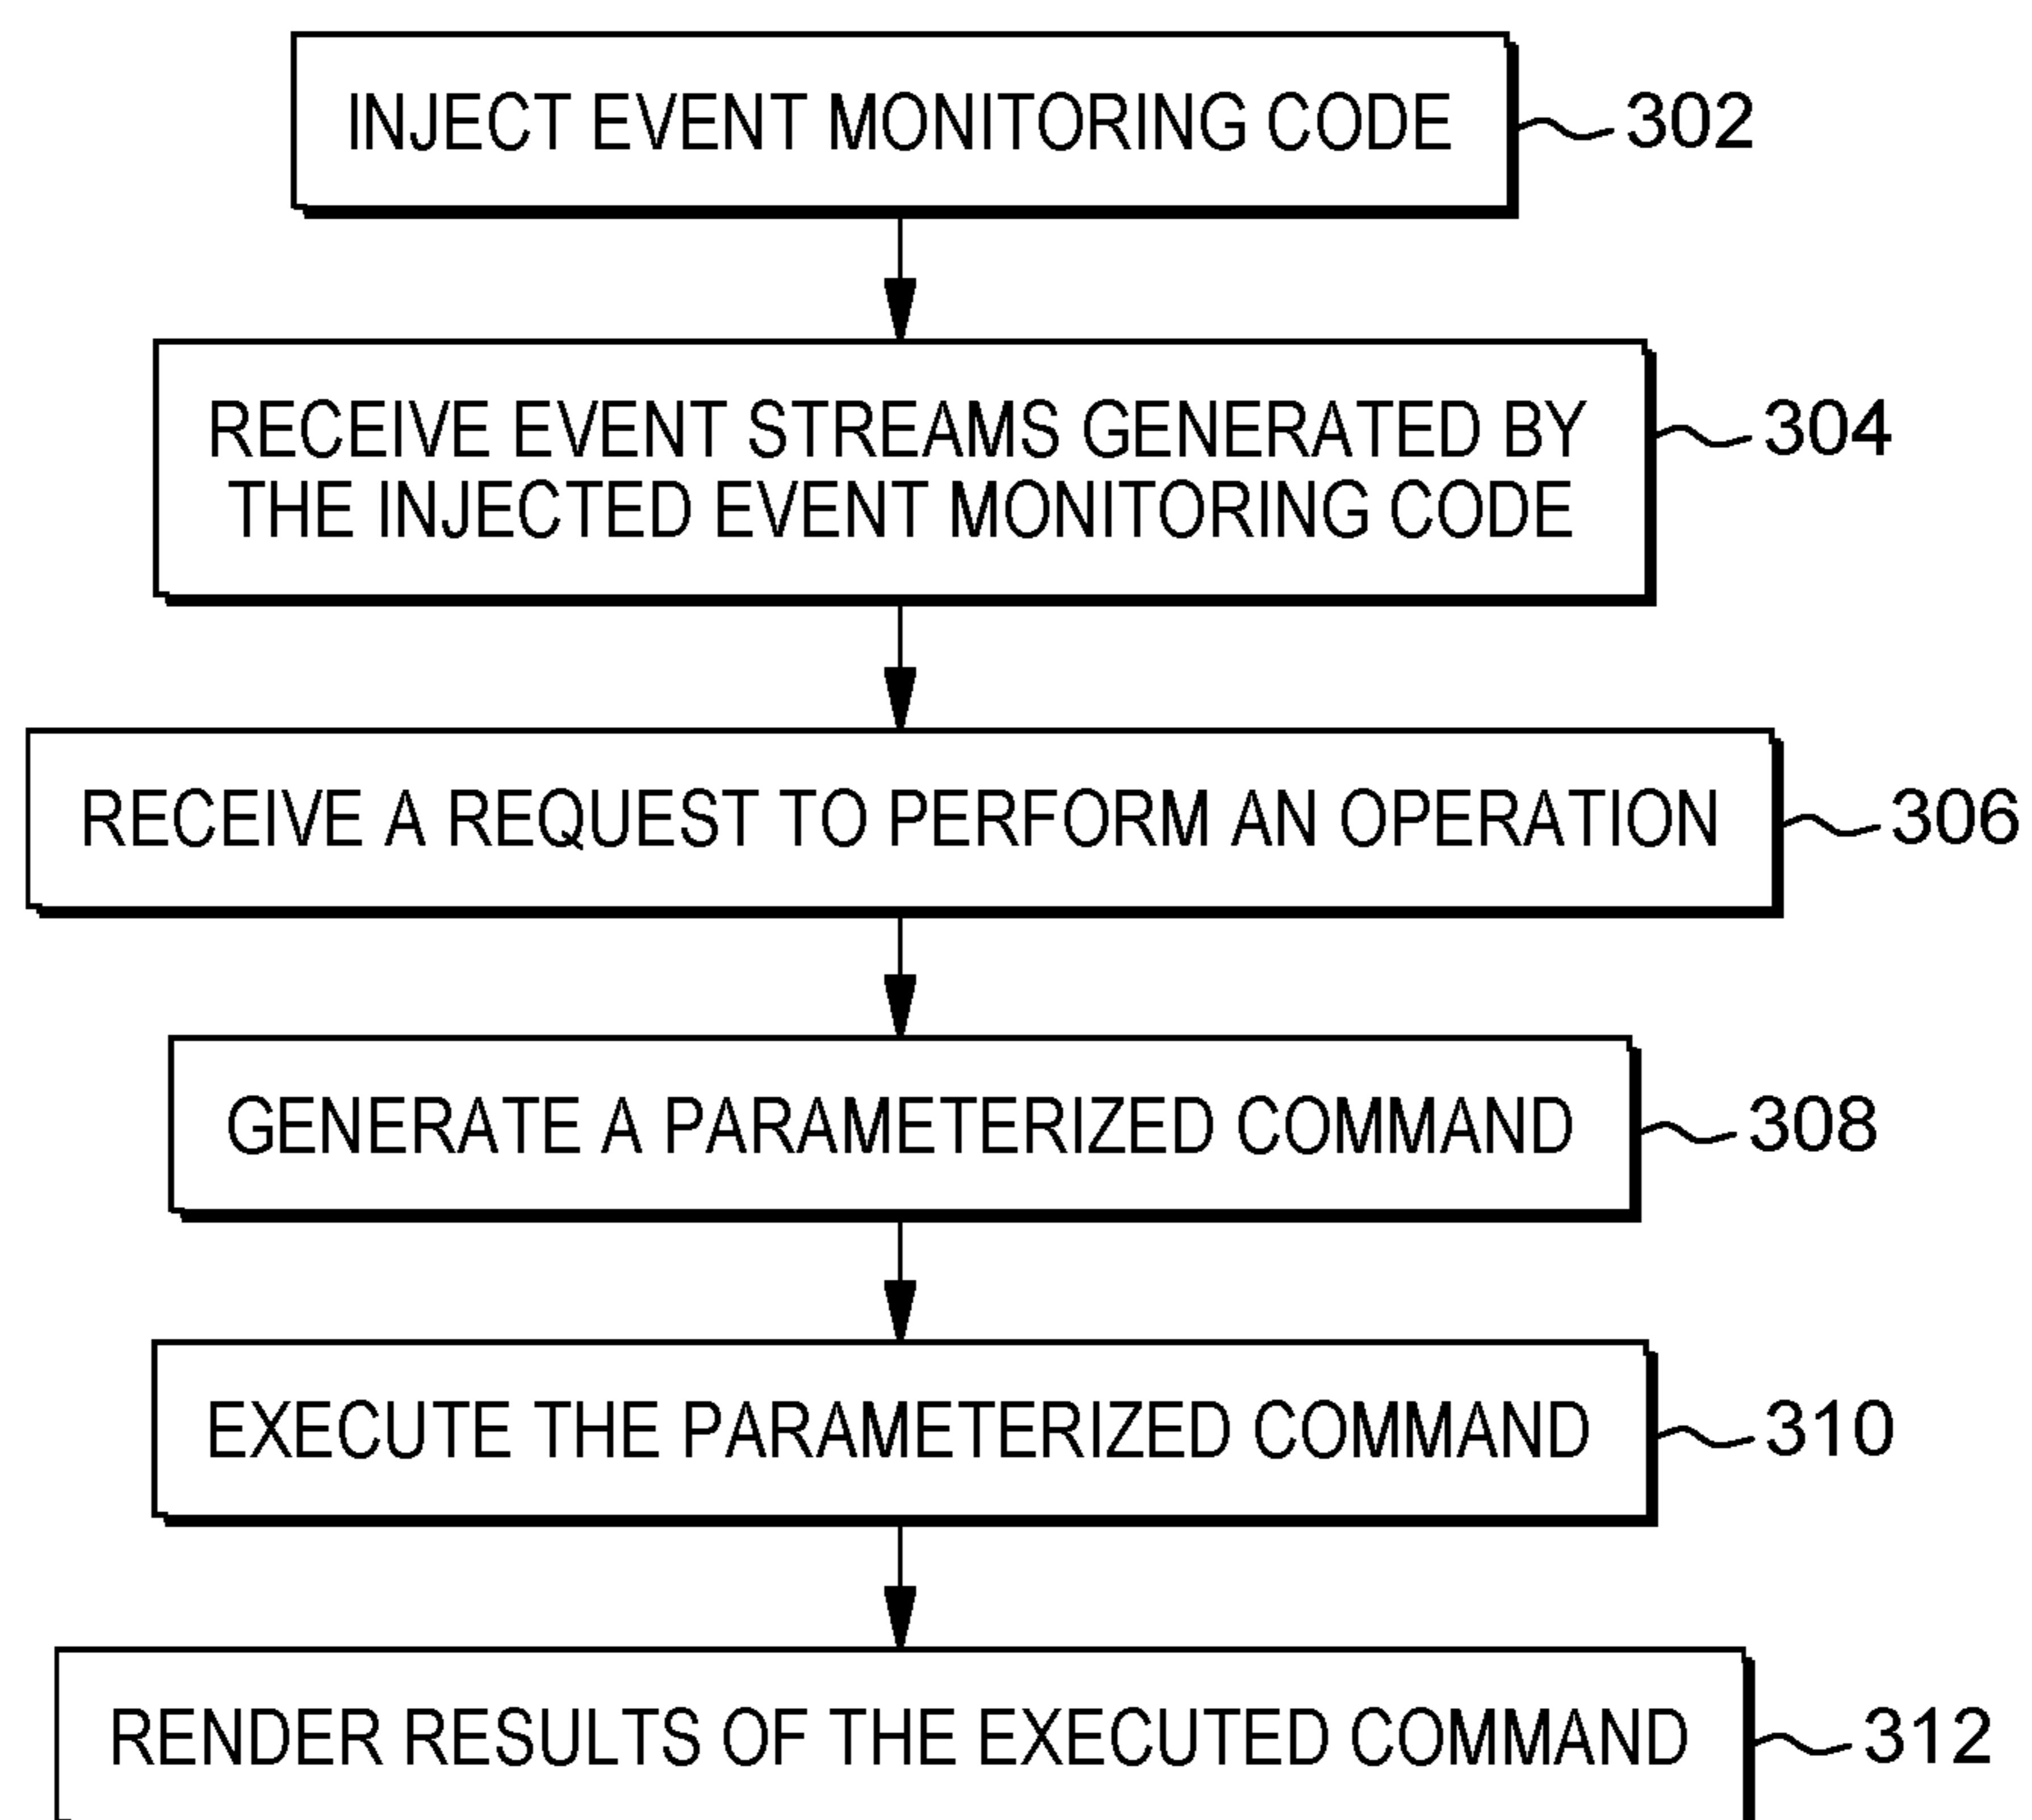 INJECT EVENT MONITORING CODE
302
RECEIVE EVENT STREAMS GENERATED BY
THE INJECTED EVENT MONITORING CODE
304
RECEIVE A REQUEST TO PERFORM AN OPERATION
306
GENERATE A PARAMETERIZED COMMAND
308
EXECUTE THE PARAMETERIZED COMMAND
310
RENDER RESULTS OF THE EXECUTED COMMAND
312